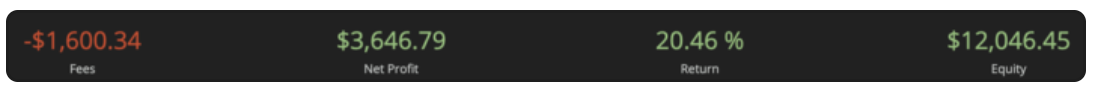 -$1,600.34 $3,646.79 20.46 % $12,046.45
Fees Net Profit Return Equity